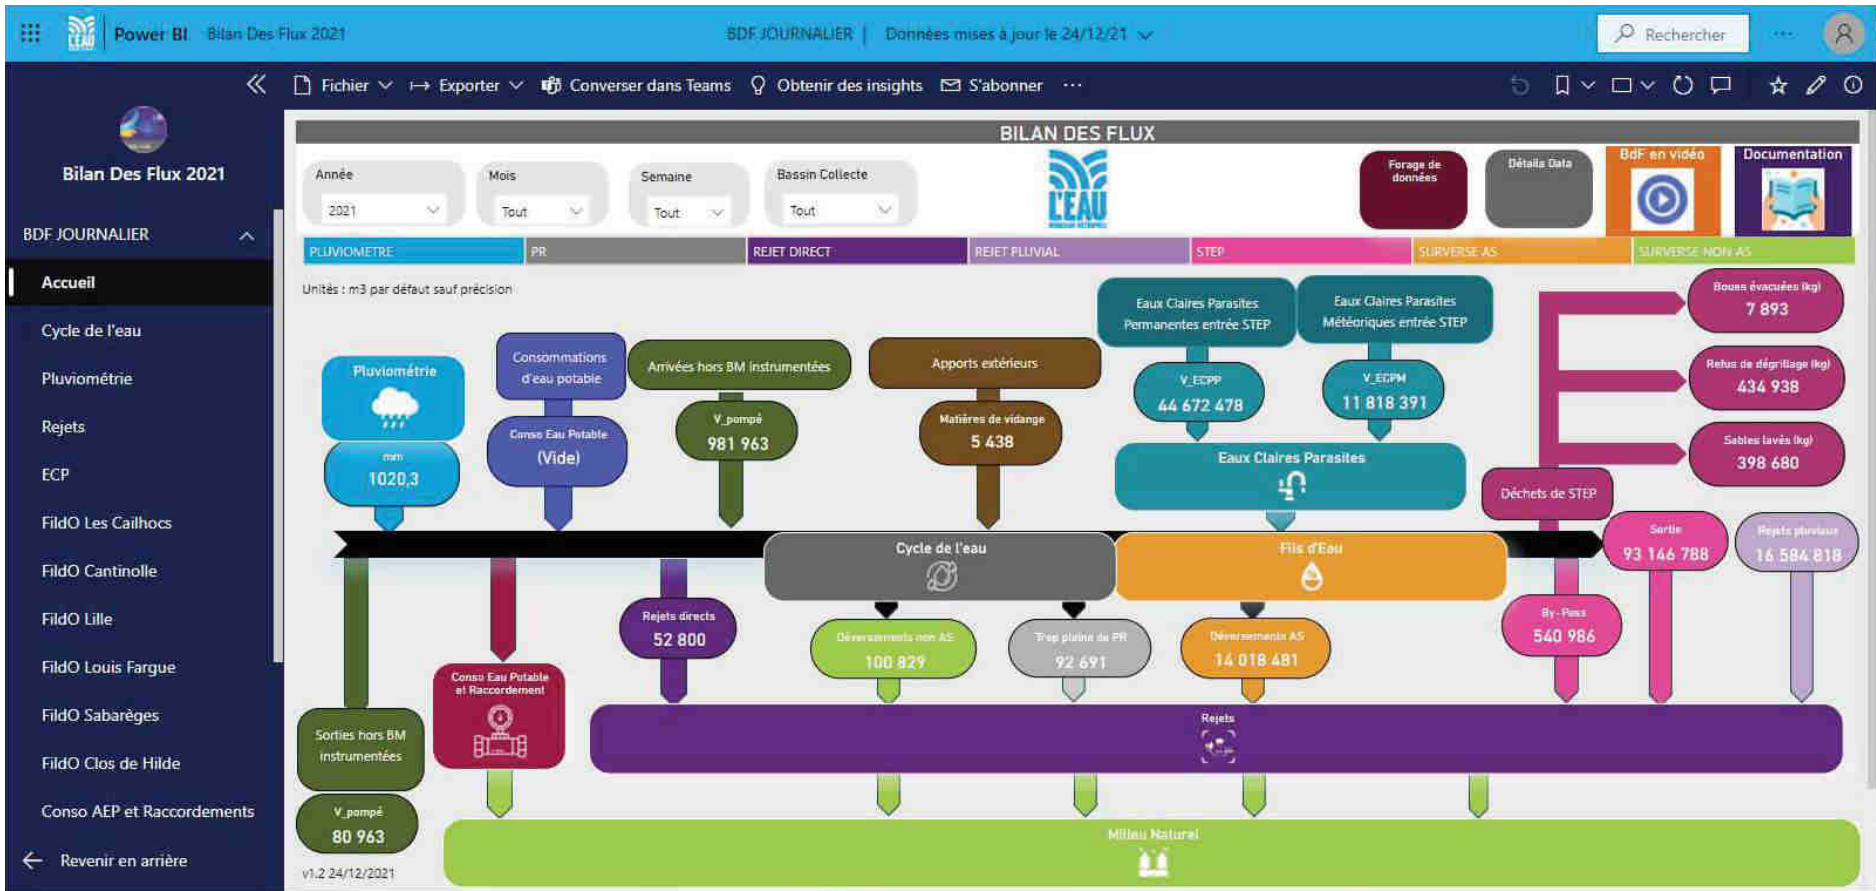 L'EAU
Power BI
Bilan Des Flux 2021
BDF JOURNALIER | Données mises à jour le 24/12/21
Rechercher
Fichier
Exporter
Converser dans Teams
Obtenir des insights
S'abonner
Bilan Des Flux 2021
BDF JOURNALIER
Accueil
Cycle de l'eau
Pluviométrie
Rejets
ECP
FildO Les Cailhocs
FildO Cantinolle
FildO Lille
FildO Louis Fargue
FildO Sabarèges
FildO Clos de Hilde
Conso AEP et Raccordements
Revenir en arrière
BILAN DES FLUX
Année
2021
Mois
Tout
Semaine
Tout
Bassin Collecte
Tout
L'EAU
BORDEAUX MÉTROPOLE
Forage de
données
Détails Data
BdF en vidéo
Documentation
PLUVIOMETRE
PR
REJET DIRECT
REJET PLUVIAL
STEP
SURVERSE AS
SURVERSE NON AS
Unités : m3 par défaut sauf précision
Pluviométrie
mm
1020,3
Consommations
d'eau potable
Conso Eau Potable
(Vide)
Arrivées hors BM instrumentées
V_pompé
981 963
Apports extérieurs
Matières de vidange
5 438
Eaux Claires Parasites
Permanentes entrée STEP
V_ECPP
44 672 478
Eaux Claires Parasites
Météoriques entrée STEP
V_ECPM
11 818 391
Eaux Claires Parasites
Boues évacuées (kg)
7 893
Refus de dégrillage (kg)
434 938
Sables lavés (kg)
398 680
Déchets de STEP
Sortie
93 146 788
Rejets pluviaux
16 584 818
Cycle de l'eau
Fils d'Eau
Rejets directs
52 800
Déversements non AS
100 829
Trop pleins de PR
92 691
Déversements AS
14 018 481
By-Pass
540 986
Conso Eau Potable
et Raccordement
Sorties hors BM
instrumentées
V_pompé
80 963
Rejets
Milieu Naturel
v1.2 24/12/2021